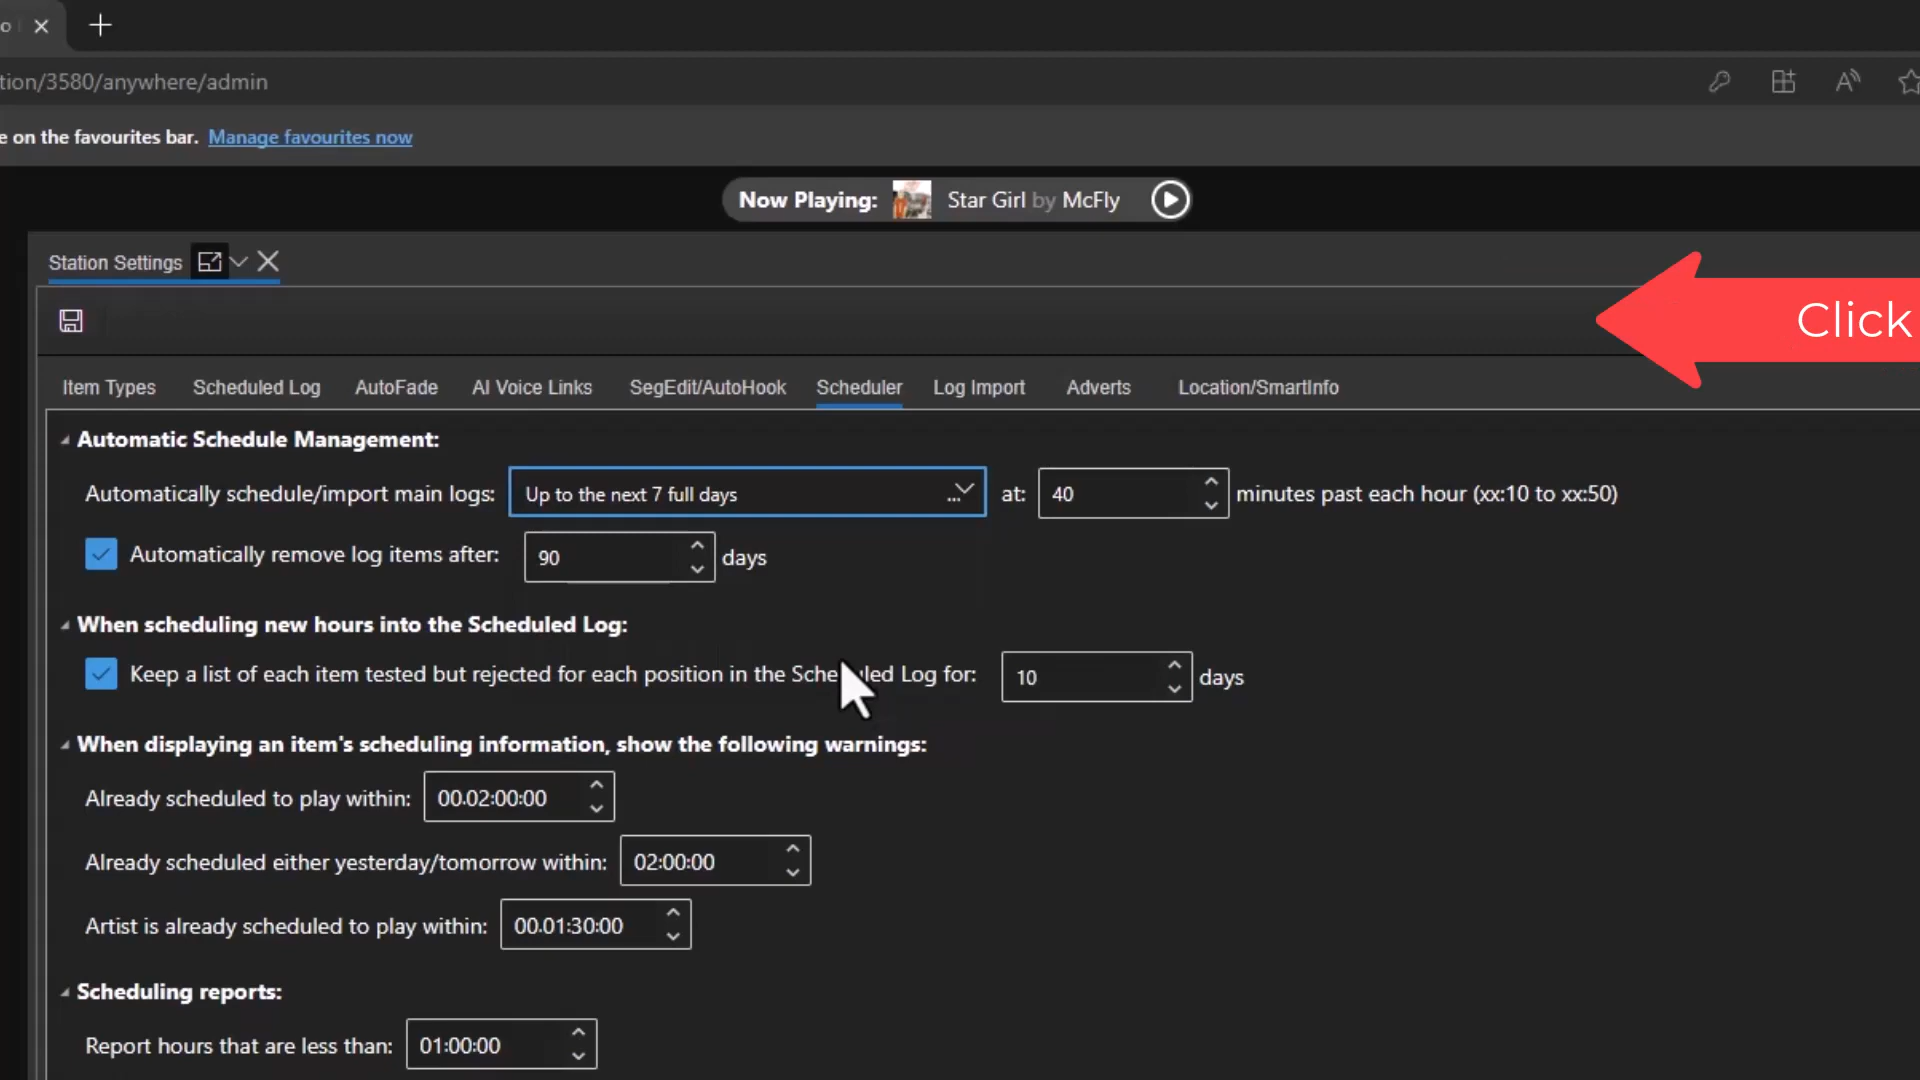 tion/3580/anywhere/admin
e on the favourites bar. Manage favourites now
Now Playing: Star Girl by McFly
Station Settings
Click
Item Types Scheduled Log AutoFade AI Voice Links SegEdit/AutoHook Scheduler Log Import Adverts Location/SmartInfo
Automatic Schedule Management:
Automatically schedule/import main logs: Up to the next 7 full days ... at: 40 minutes past each hour (xx:10 to xx:50)
Automatically remove log items after: 90 days
When scheduling new hours into the Scheduled Log:
Keep a list of each item tested but rejected for each position in the Scheduled Log for: 10 days
When displaying an item's scheduling information, show the following warnings:
Already scheduled to play within: 00.02:00:00
Already scheduled either yesterday/tomorrow within: 02:00:00
Artist is already scheduled to play within: 00.01:30:00
Scheduling reports:
Report hours that are less than: 01:00:00